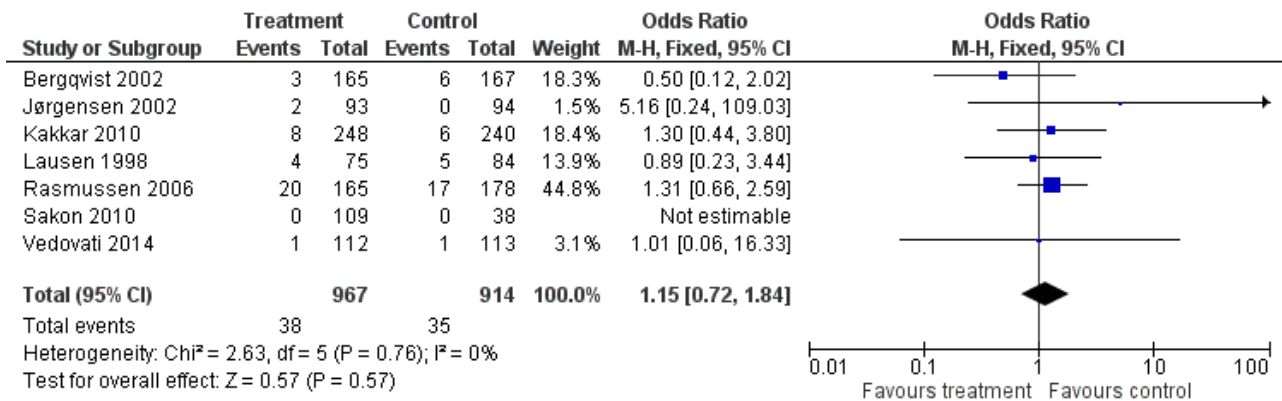 Treatment Control Odds Ratio Odds Ratio
Study or Subgroup Events Total Events Total Weight M-H, Fixed, 95% CI M-H, Fixed, 95% CI
Bergqvist 2002 3 165 6 167 18.3% 0.50 [0.12, 2.02]
Jørgensen 2002 2 93 0 94 1.5% 5.16 [0.24, 109.03]
Kakkar 2010 8 248 6 240 18.4% 1.30 [0.44, 3.80]
Lausen 1998 4 75 5 84 13.9% 0.89 [0.23, 3.44]
Rasmussen 2006 20 165 17 178 44.8% 1.31 [0.66, 2.59]
Sakon 2010 0 109 0 38 Not estimable
Vedovati 2014 1 112 1 113 3.1% 1.01 [0.06, 16.33]
Total (95% CI) 967 914 100.0% 1.15 [0.72, 1.84]
Total events 38 35
Heterogeneity: Chi² = 2.63, df = 5 (P = 0.76); I² = 0%
Test for overall effect: Z = 0.57 (P = 0.57)
0.01 0.1 1 10 100
Favours treatment Favours control